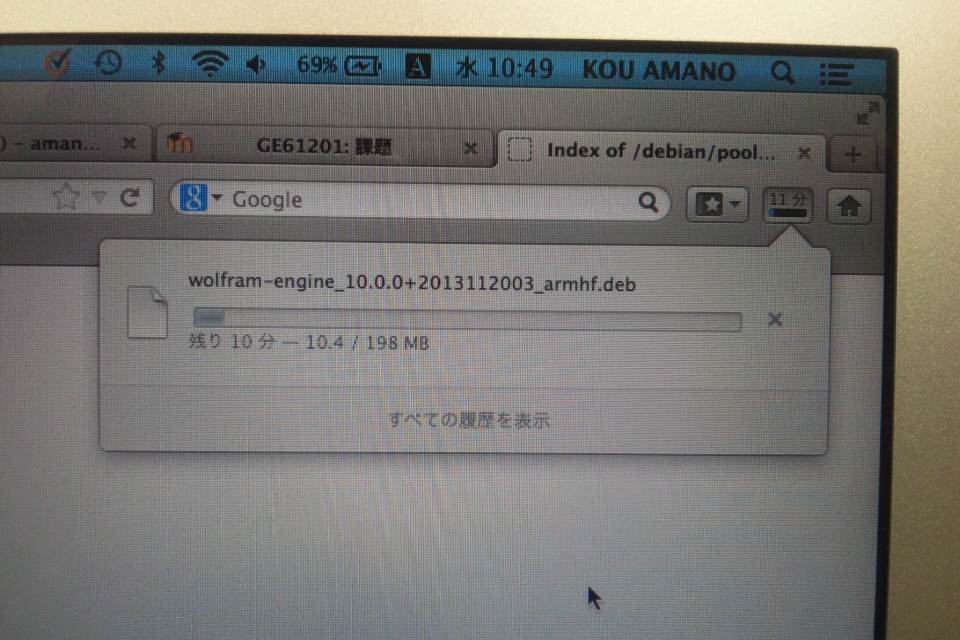 69% A 水 10:49 KOU AMANO
) – aman... GE61201: 課題 Index of /debian/pool...
8 Google 11 分
wolfram-engine_10.0.0+2013112003_armhf.deb
残り 10 分 — 10.4 / 198 MB
すべての履歴を表示